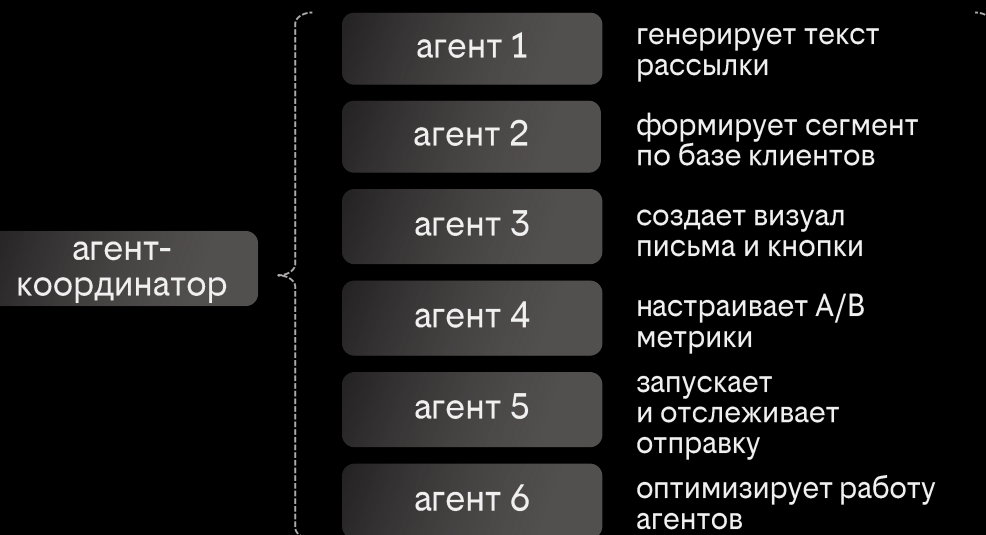 агент-
координатор
агент 1
генерирует текст
рассылки
агент 2
формирует сегмент
по базе клиентов
агент 3
создает визуал
письма и кнопки
агент 4
настраивает A/B
метрики
агент 5
запускает
и отслеживает
отправку
агент 6
оптимизирует работу
агентов